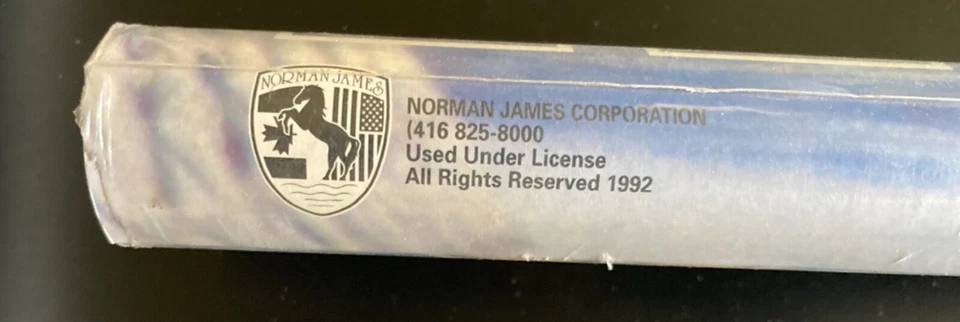 NORMAN JAMES
NORMAN JAMES CORPORATION
(416 825-8000
Used Under License
All Rights Reserved 1992